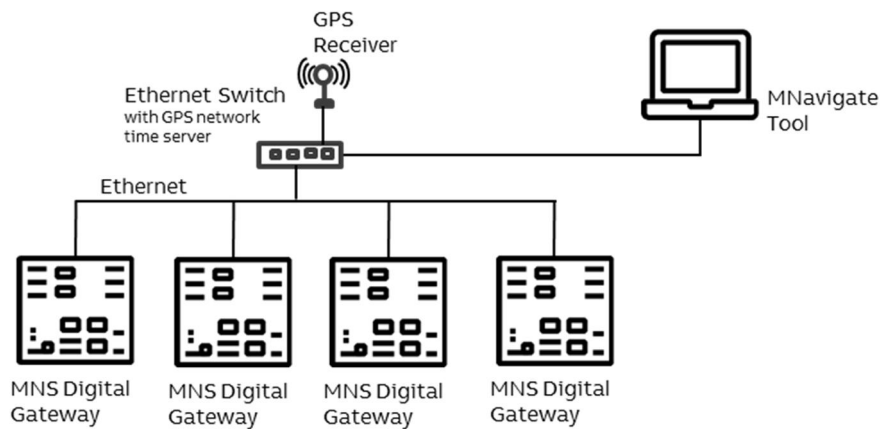 GPS
Receiver
Ethernet Switch
with GPS network
time server
MNavigate
Tool
Ethernet
MNS Digital
Gateway
MNS Digital
Gateway
MNS Digital
Gateway
MNS Digital
Gateway